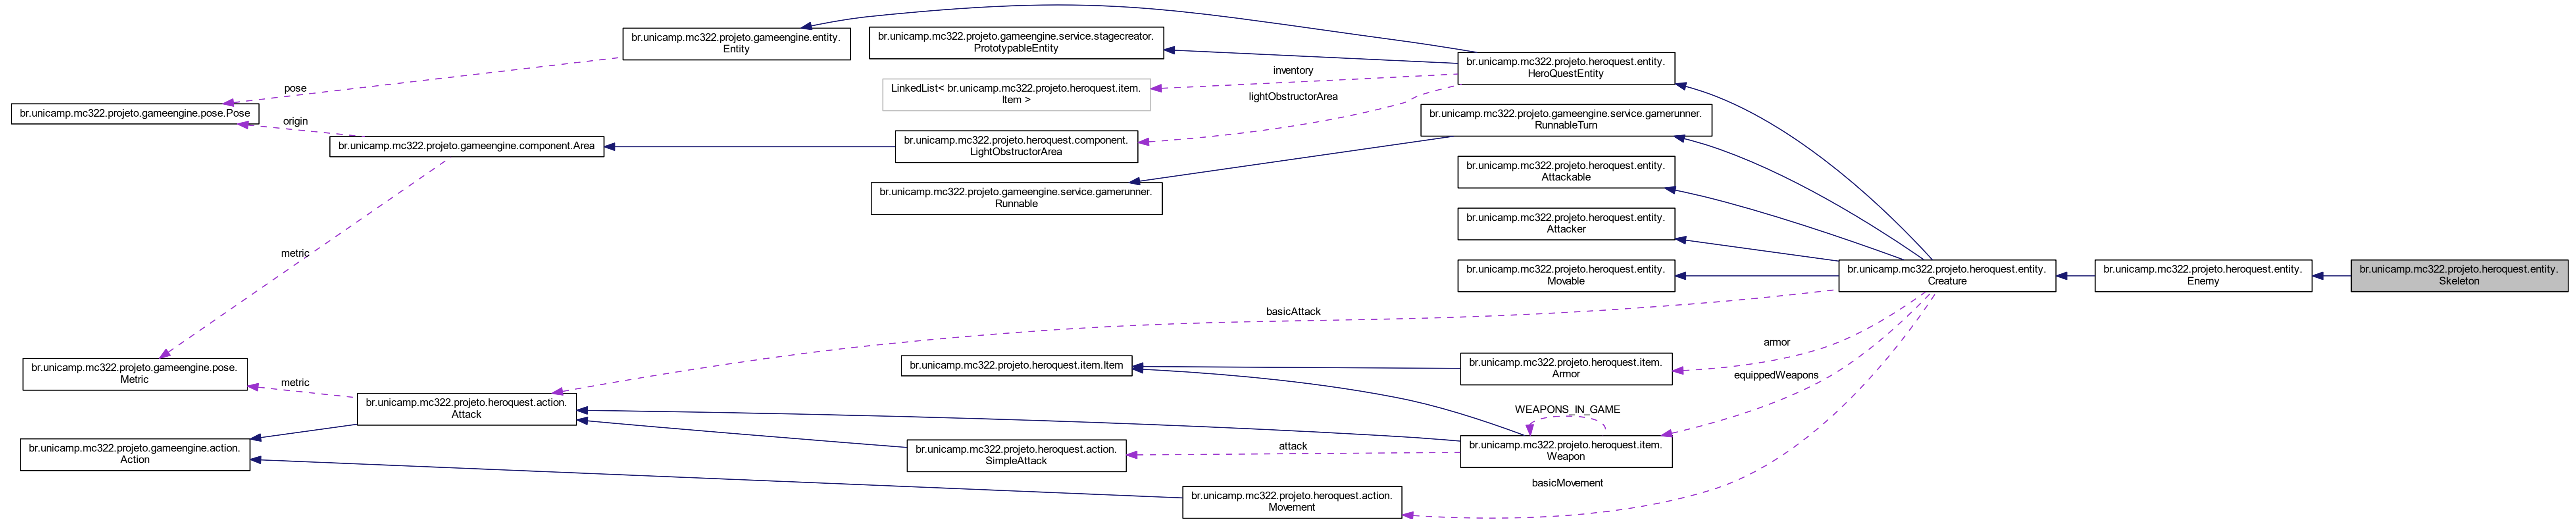 br.unicamp.mc322.projeto.gameengine.entity.
Entity
br.unicamp.mc322.projeto.gameengine.service.stagecreator.
PrototypableEntity
br.unicamp.mc322.projeto.heroquest.entity.
HeroQuestEntity
inventory
LinkedList< br.unicamp.mc322.projeto.heroquest.item.
Item >
lightObstructorArea
pose
br.unicamp.mc322.projeto.gameengine.pose.Pose
origin
br.unicamp.mc322.projeto.gameengine.component.Area
br.unicamp.mc322.projeto.heroquest.component.
LightObstructorArea
br.unicamp.mc322.projeto.gameengine.service.gamerunner.
RunnableTurn
br.unicamp.mc322.projeto.heroquest.entity.
Attackable
br.unicamp.mc322.projeto.gameengine.service.gamerunner.
Runnable
br.unicamp.mc322.projeto.heroquest.entity.
Attacker
metric
br.unicamp.mc322.projeto.heroquest.entity.
Movable
br.unicamp.mc322.projeto.heroquest.entity.
Creature
br.unicamp.mc322.projeto.heroquest.entity.
Enemy
br.unicamp.mc322.projeto.heroquest.entity.
Skeleton
basicAttack
armor
br.unicamp.mc322.projeto.gameengine.pose.
Metric
metric
br.unicamp.mc322.projeto.heroquest.item.Item
br.unicamp.mc322.projeto.heroquest.item.
Armor
equippedWeapons
br.unicamp.mc322.projeto.heroquest.action.
Attack
WEAPONS_IN_GAME
br.unicamp.mc322.projeto.gameengine.action.
Action
br.unicamp.mc322.projeto.heroquest.action.
SimpleAttack
attack
br.unicamp.mc322.projeto.heroquest.item.
Weapon
basicMovement
br.unicamp.mc322.projeto.heroquest.action.
Movement